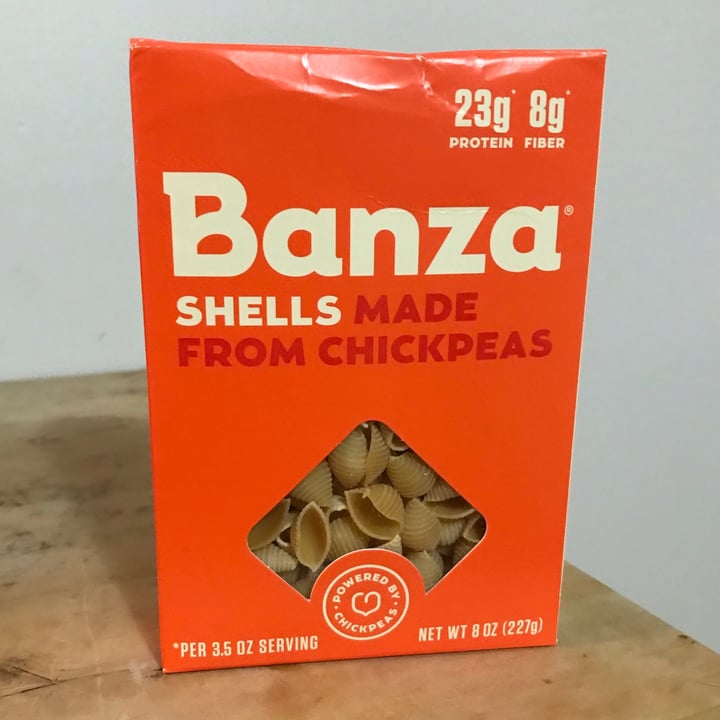 23g* 8g*
PROTEIN FIBER
Banza®
SHELLS MADE
FROM CHICKPEAS
POWERED BY
• CHICKPEAS •
*PER 3.5 OZ SERVING
NET WT 8 OZ (227g)